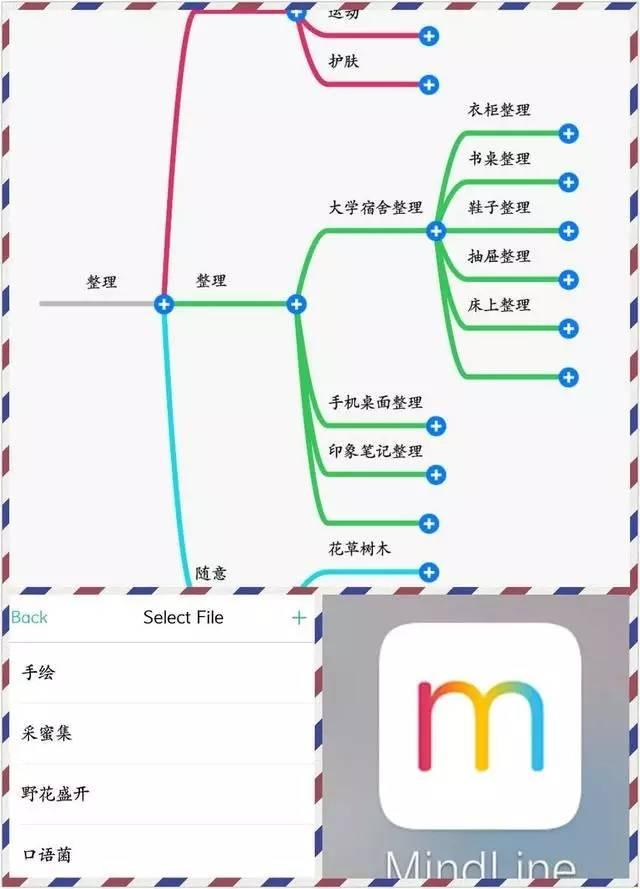 运动
护肤
衣柜整理
书桌整理
大学宿舍整理
鞋子整理
抽屉整理
整理
整理
床上整理
手机桌面整理
印象笔记整理
花草树木
随意
Back
Select File
+
手绘
采蜜集
野花盛开
口语菌
m
MindLine